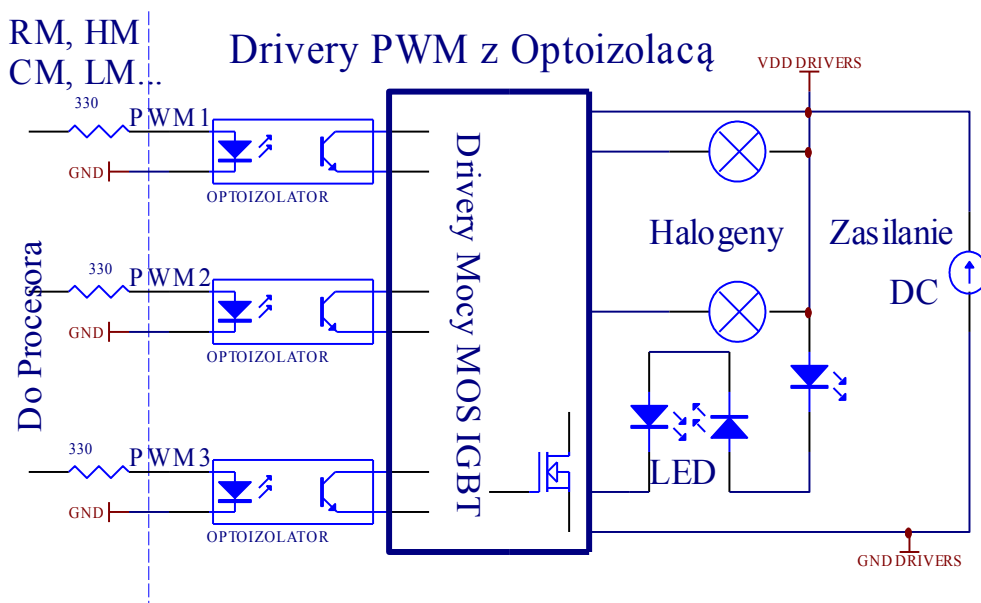 RM, HM
CM, LM...
Drivery PWM z Optoizolacą
VDD DRIVERS
330
PWM1
GND
OPTOIZOLATOR
Do Procesora
330
PWM2
GND
OPTOIZOLATOR
330
PWM3
GND
OPTOIZOLATOR
Drivery Mocy MOS IGBT
Halogeny
Zasilanie
DC
LED
GND DRIVERS